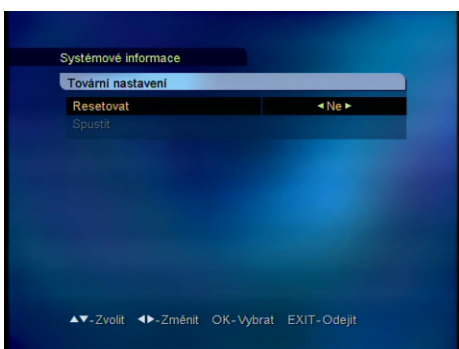 Systémové informace
Tovární nastavení
Resetovat ◄Ne►
Spustit
▲▼-Zvolit ◄►-Změnit OK-Vybrat EXIT-Odejít